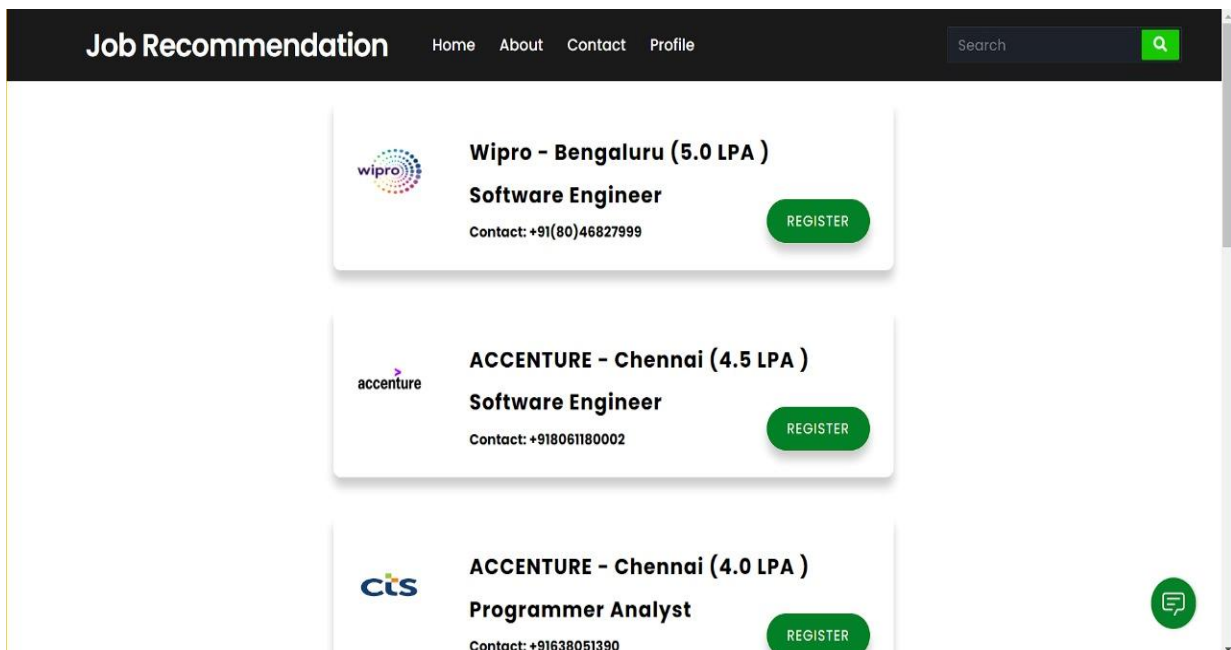 Job Recommendation Home About Contact Profile Search
wipro
Wipro - Bengaluru (5.0 LPA )
Software Engineer
Contact: +91(80)46827999
REGISTER
accenture
ACCENTURE - Chennai (4.5 LPA )
Software Engineer
Contact: +918061180002
REGISTER
cts
ACCENTURE - Chennai (4.0 LPA )
Programmer Analyst
Contact: +91638051390
REGISTER